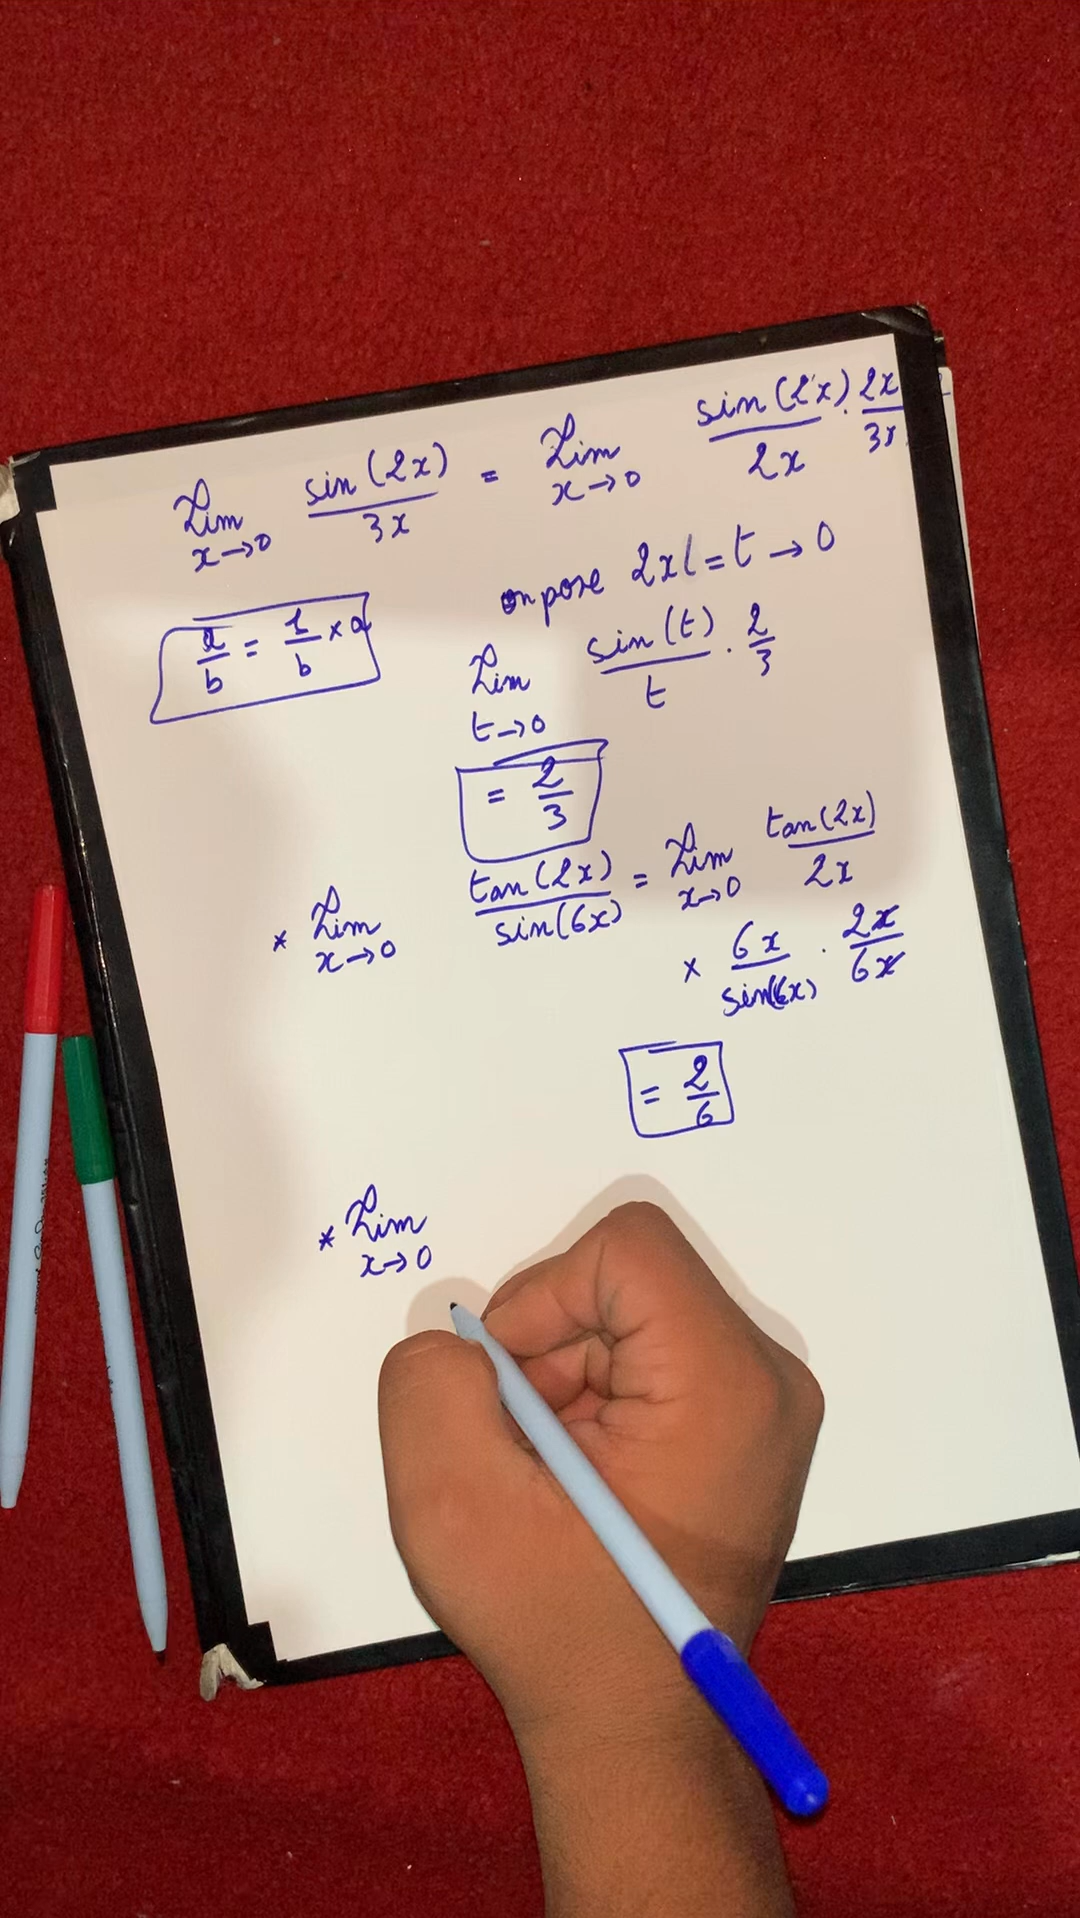 Lim x→0 sin(2x)/3x = Lim x→0 sin(2x)/2x · 2x/3x
on pose 2x = t → 0
a/b = 1/b × a
Lim t→0 sin(t)/t · 2/3
= 2/3
* Lim x→0 tan(2x)/sin(6x) = Lim x→0 tan(2x)/2x
× 6x/sin(6x) · 2x/6x
= 2/6
* Lim x→0